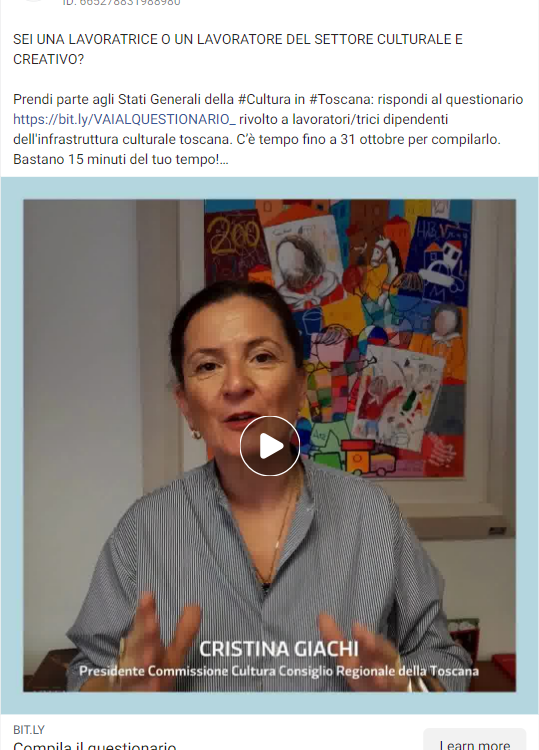 ID: 665278831988980
SEI UNA LAVORATRICE O UN LAVORATORE DEL SETTORE CULTURALE E
CREATIVO?
Prendi parte agli Stati Generali della #Cultura in #Toscana: rispondi al questionario
https://bit.ly/VAIALQUESTIONARIO_ rivolto a lavoratori/trici dipendenti
dell'infrastruttura culturale toscana. C'è tempo fino a 31 ottobre per compilarlo.
Bastano 15 minuti del tuo tempo!...
200
CRISTINA GIACHI
Presidente Commissione Cultura Consiglio Regionale della Toscana
BIT.LY
Compila il questionario
Learn more